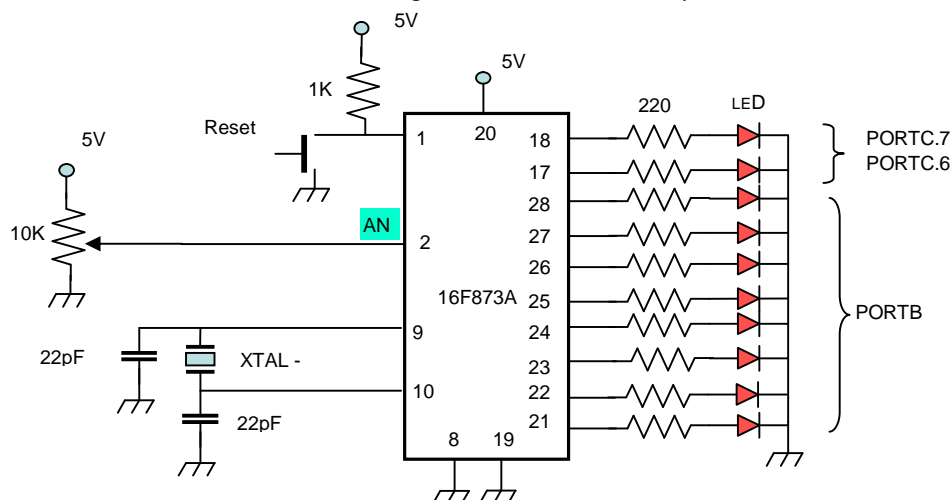 5V
5V
1K
220
LED
Reset
1
20
18
PORTC.7
5V
17
PORTC.6
28
AN
10K
2
27
26
16F873A
25
PORTB
24
9
22pF
XTAL -
23
10
22
22pF
21
8
19